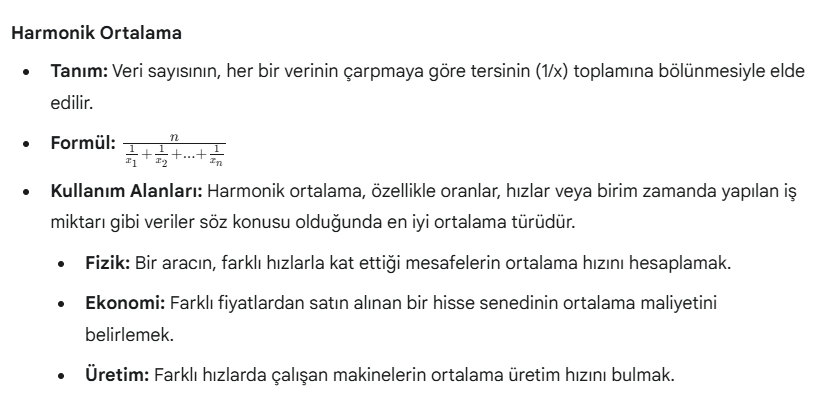 Harmonik Ortalama
• Tanım: Veri sayısının, her bir verinin çarpmaya göre tersinin (1/x) toplamına bölünmesiyle elde
edilir.
• Formül: \frac{n}{\frac{1}{x_1}+\frac{1}{x_2}+...+\frac{1}{x_n}}
• Kullanım Alanları: Harmonik ortalama, özellikle oranlar, hızlar veya birim zamanda yapılan iş
miktarı gibi veriler söz konusu olduğunda en iyi ortalama türüdür.
• Fizik: Bir aracın, farklı hızlarla kat ettiği mesafelerin ortalama hızını hesaplamak.
• Ekonomi: Farklı fiyatlardan satın alınan bir hisse senedinin ortalama maliyetini
belirlemek.
• Üretim: Farklı hızlarda çalışan makinelerin ortalama üretim hızını bulmak.